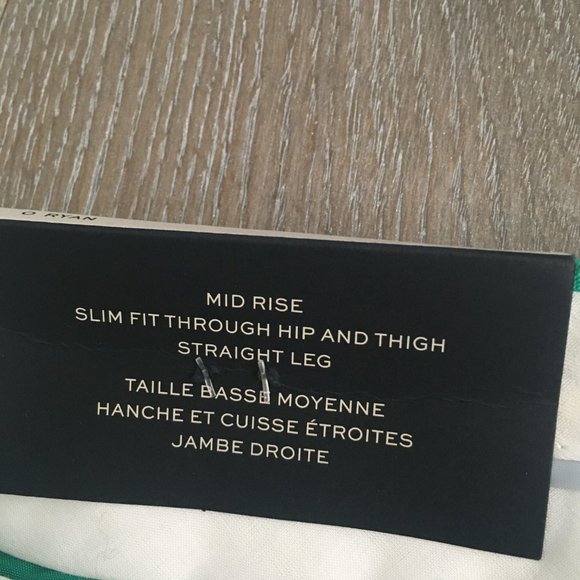 O RYAN
MID RISE
SLIM FIT THROUGH HIP AND THIGH
STRAIGHT LEG
TAILLE BASSE MOYENNE
HANCHE ET CUISSE ÉTROITES
JAMBE DROITE